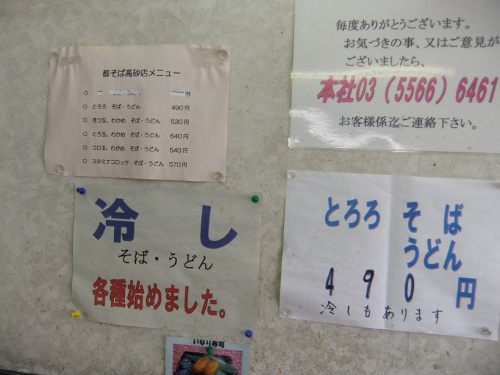 都そば高砂店メニュー
とろろ そば・うどん 490円
きつ玉、わかめ そば・うどん 530円
とろ玉、わかめ そば・うどん 640円
コロ玉、わかめ そば・うどん 540円
スタミナコロッケ そば・うどん 570円
毎度ありがとうございます。
お気づきの事、又はご意見が
ございましたら、
本社03(5566)6461
お客様係迄ご連絡下さい。
冷し
そば・うどん
各種始めました。
とろろ そば
うどん
490円
冷しもあります